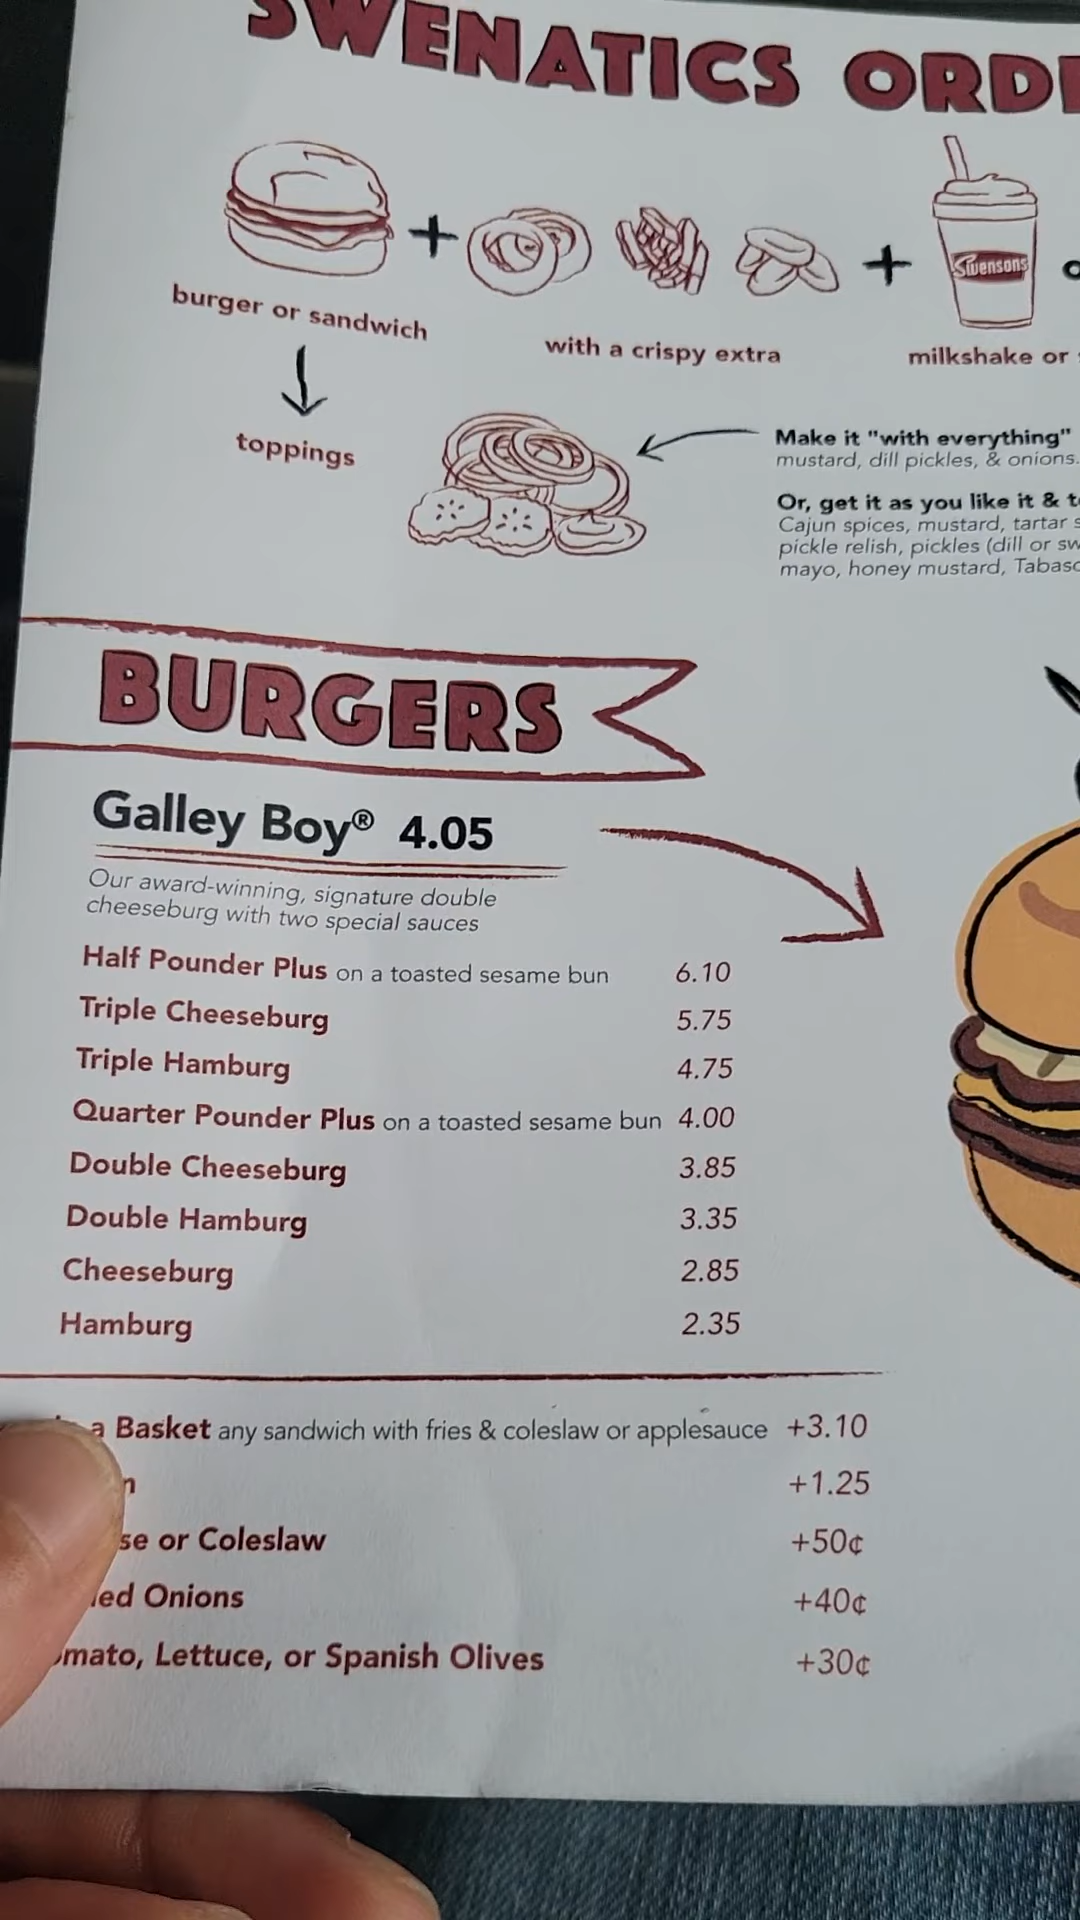 SWENATICS
burger or sandwich
+
with a crispy extra
+
Swensons
milkshake or
toppings
Make it "with everything"
mustard, dill pickles, & onions.
Or, get it as you like it &
Cajun spices, mustard, tartar
pickle relish, pickles (dill or
mayo, honey mustard,
BURGERS
Galley Boy® 4.05
Our award-winning, signature double
cheeseburg with two special sauces
Half Pounder Plus on a toasted sesame bun 6.10
Triple Cheeseburg 5.75
Triple Hamburg 4.75
Quarter Pounder Plus on a toasted sesame bun 4.00
Double Cheeseburg 3.85
Double Hamburg 3.35
Cheeseburg 2.85
Hamburg 2.35
a Basket any sandwich with fries & coleslaw or applesauce +3.10
+1.25
or Coleslaw +50¢
Onions +40¢
Lettuce, or Spanish Olives +30¢